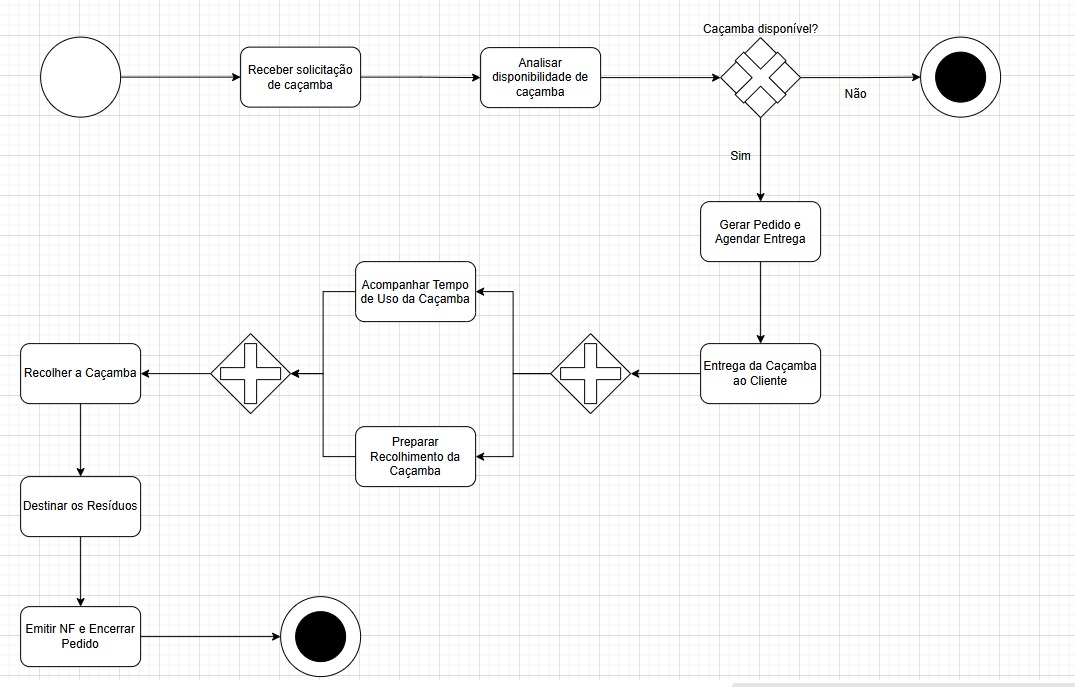 Caçamba disponível?
Receber solicitação
de caçamba
Analisar
disponibilidade de
caçamba
Não
Sim
Gerar Pedido e
Agendar Entrega
Entrega da Caçamba
ao Cliente
Acompanhar Tempo
de Uso da Caçamba
Preparar
Recolhimento da
Caçamba
Recolher a Caçamba
Destinar os Resíduos
Emitir NF e Encerrar
Pedido